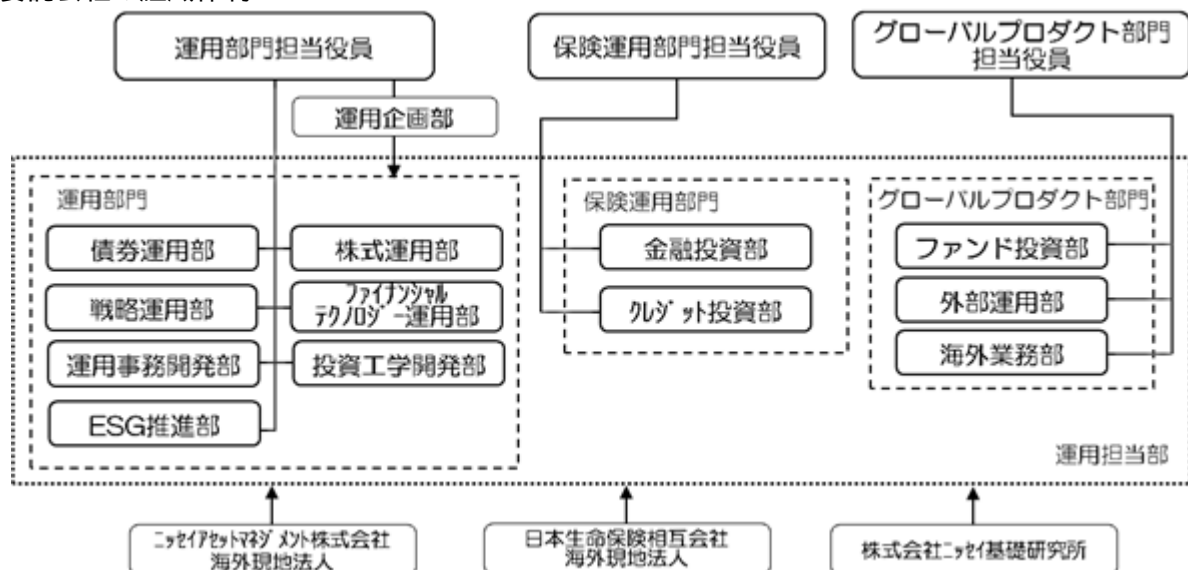 運用部門担当役員
保険運用部門担当役員
グローバルプロダクト部門
担当役員
運用企画部
運用部門
債券運用部
株式運用部
戦略運用部
ファイナンシャル
テクノロジー運用部
運用事務開発部
投資工学開発部
ESG推進部
保険運用部門
金融投資部
クレジット投資部
グローバルプロダクト部門
ファンド投資部
外部運用部
海外業務部
運用担当部
ニッセイアセットマネジメント株式会社
海外現地法人
日本生命保険相互会社
海外現地法人
株式会社ニッセイ基礎研究所